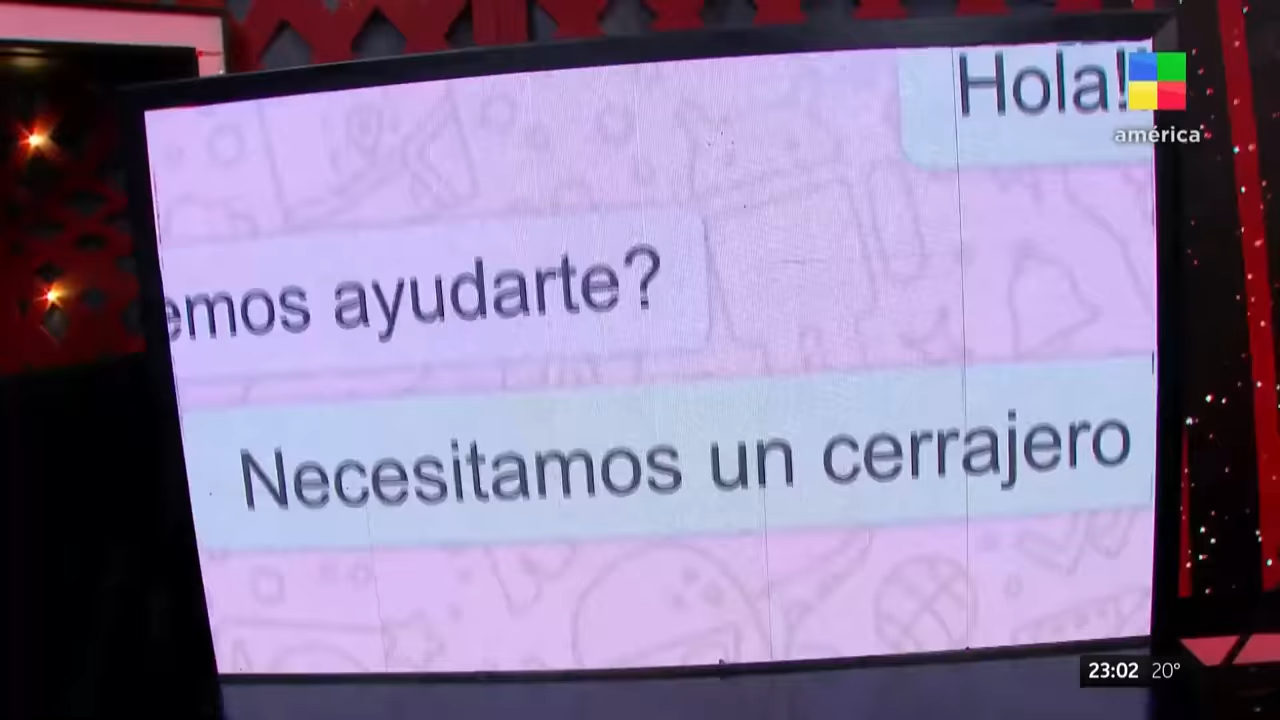 Hola!
américa
emos ayudarte?
Necesitamos un cerrajero
23:02 20°